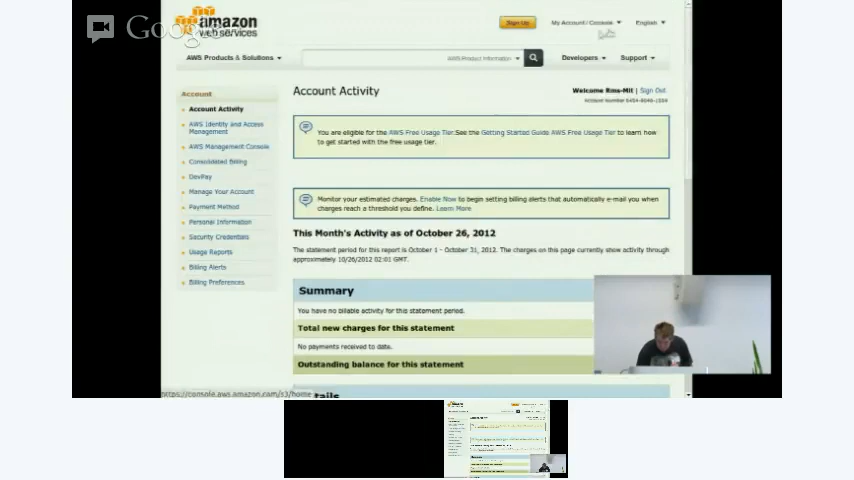 amazon
webservices
Google
Sign Up
My Account / Console
English
AWS Products & Solutions
AWS Product Information
Developers
Support
Account
Account Activity
AWS Identity and Access
Management
AWS Management Console
Consolidated Billing
DevPay
Manage Your Account
Payment Method
Personal Information
Security Credentials
Usage Reports
Billing Alerts
Billing Preferences
Account Activity
Welcome Rms-Mit | Sign Out
You are eligible for the AWS Free Usage Tier.See the Getting Started Guide AWS Free Usage Tier to learn how
to get started with the free usage tier.
Monitor your estimated charges. Enable Now to begin setting billing alerts that automatically e-mail you when
charges reach a threshold you define. Learn More
This Month's Activity as of October 26, 2012
The statement period for this report is October 1 - October 31, 2012. The charges on this page currently show activity through
approximately 10/26/2012 02:01 GMT.
Summary
You have no billable activity for this statement period.
Total new charges for this statement
No payments received to date.
Outstanding balance for this statement
https://console.aws.amazon.com/s3/home
tails